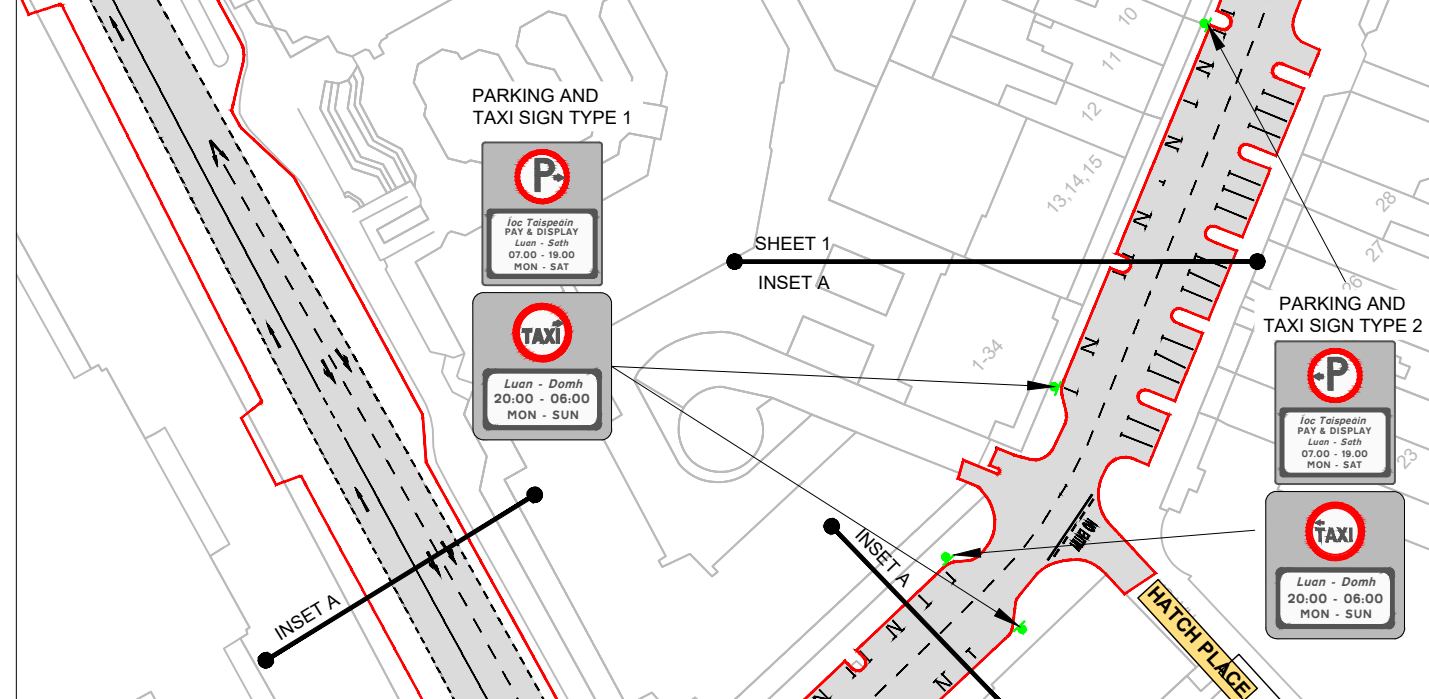 PARKING AND
TAXI SIGN TYPE 1
P
Íoc Taispeáin
PAY & DISPLAY
Luan - Sath
07.00 - 19.00
MON - SAT
TAXI
Luan - Domh
20:00 - 06:00
MON - SUN
INSET A
SHEET 1
INSET A
INSET A
10
11
12
13,14,15
1-34
N
N
N
N
N
N
N
28
27
26
23
PARKING AND
TAXI SIGN TYPE 2
P
Íoc Taispeáin
PAY & DISPLAY
Luan - Sath
07.00 - 19.00
MON - SAT
TAXI
Luan - Domh
20:00 - 06:00
MON - SUN
HATCH PLACE